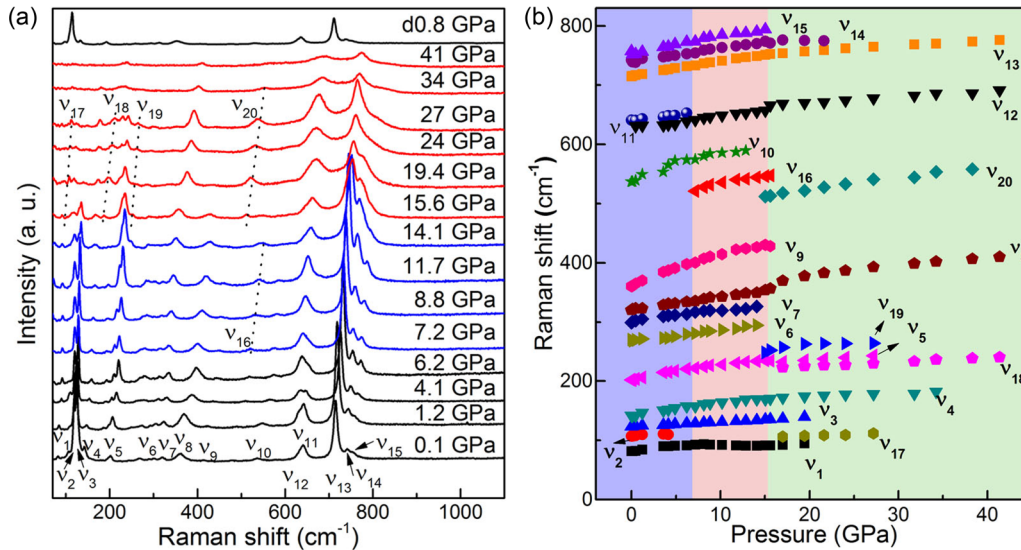 (a)
Intensity (a. u.)
d0.8 GPa
41 GPa
34 GPa
27 GPa
24 GPa
19.4 GPa
15.6 GPa
14.1 GPa
11.7 GPa
8.8 GPa
7.2 GPa
6.2 GPa
4.1 GPa
1.2 GPa
0.1 GPa
ν17
ν18
ν19
ν20
ν16
ν1
ν2
ν3
ν4
ν5
ν6
ν7
ν8
ν9
ν10
ν11
ν12
ν13
ν14
ν15
200 400 600 800 1000
Raman shift (cm-1)
(b)
Raman shift (cm-1)
800
600
400
200
0
ν15
ν14
ν13
ν12
ν11
ν10
ν16
ν20
ν9
ν
ν7
ν6
ν19
ν5
ν18
ν4
ν3
ν2
ν17
ν1
0 10 20 30 40
Pressure (GPa)